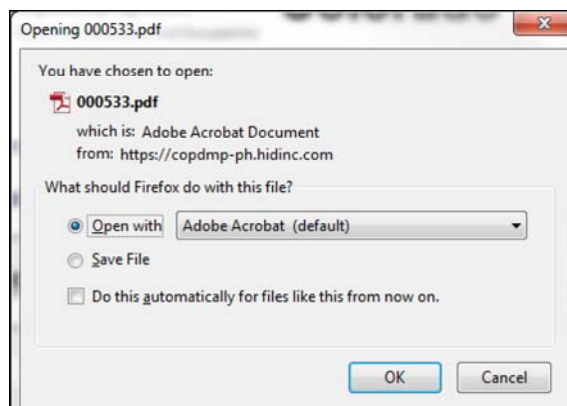 Opening 000533.pdf
You have chosen to open:
000533.pdf
which is: Adobe Acrobat Document
from: https://copdmp-ph.hidinc.com
What should Firefox do with this file?
Open with Adobe Acrobat (default)
Save File
Do this automatically for files like this from now on.
OK Cancel